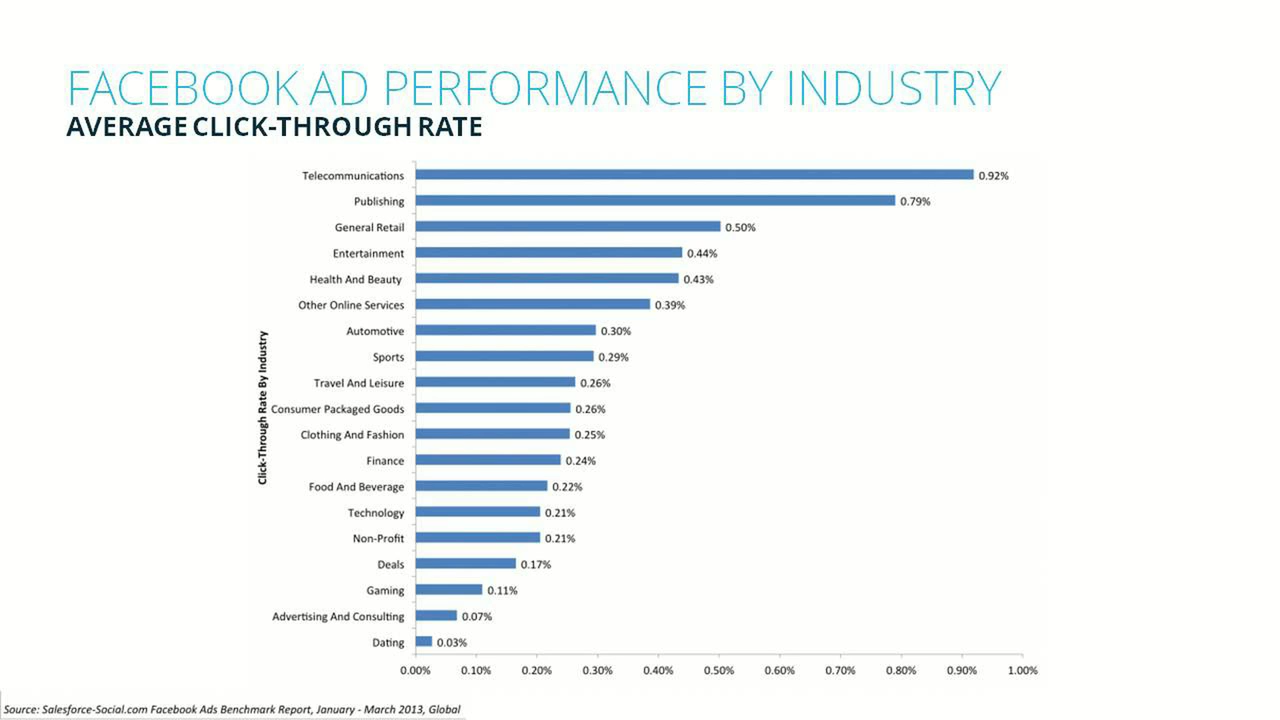 FACEBOOK AD PERFORMANCE BY INDUSTRY
AVERAGE CLICK-THROUGH RATE
Click-Through Rate By Industry
Telecommunications 0.92%
Publishing 0.79%
General Retail 0.50%
Entertainment 0.44%
Health And Beauty 0.43%
Other Online Services 0.39%
Automotive 0.30%
Sports 0.29%
Travel And Leisure 0.26%
Consumer Packaged Goods 0.26%
Clothing And Fashion 0.25%
Finance 0.24%
Food And Beverage 0.22%
Technology 0.21%
Non-Profit 0.21%
Deals 0.17%
Gaming 0.11%
Advertising And Consulting 0.07%
Dating 0.03%
0.00% 0.10% 0.20% 0.30% 0.40% 0.50% 0.60% 0.70% 0.80% 0.90% 1.00%
Source: Salesforce-Social.com Facebook Ads Benchmark Report, January - March 2013, Global